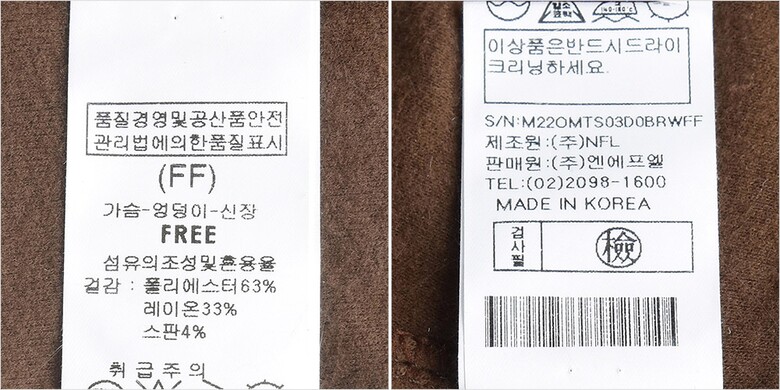 품질경영및공산품안전
관리법에의한품질표시
(FF)
가슴-엉덩이-신장
FREE
섬유의조성및혼용율
겉감 : 폴리에스터63%
레이온33%
스판4%
취급주의
이상품은반드시드라이
크리닝하세요.
S/N:M22OMTS03D0BRWFF
제조원:(주)NFL
판매원:(주)엔에프엘
TEL:(02)2098-1600
MADE IN KOREA
검사필
檢